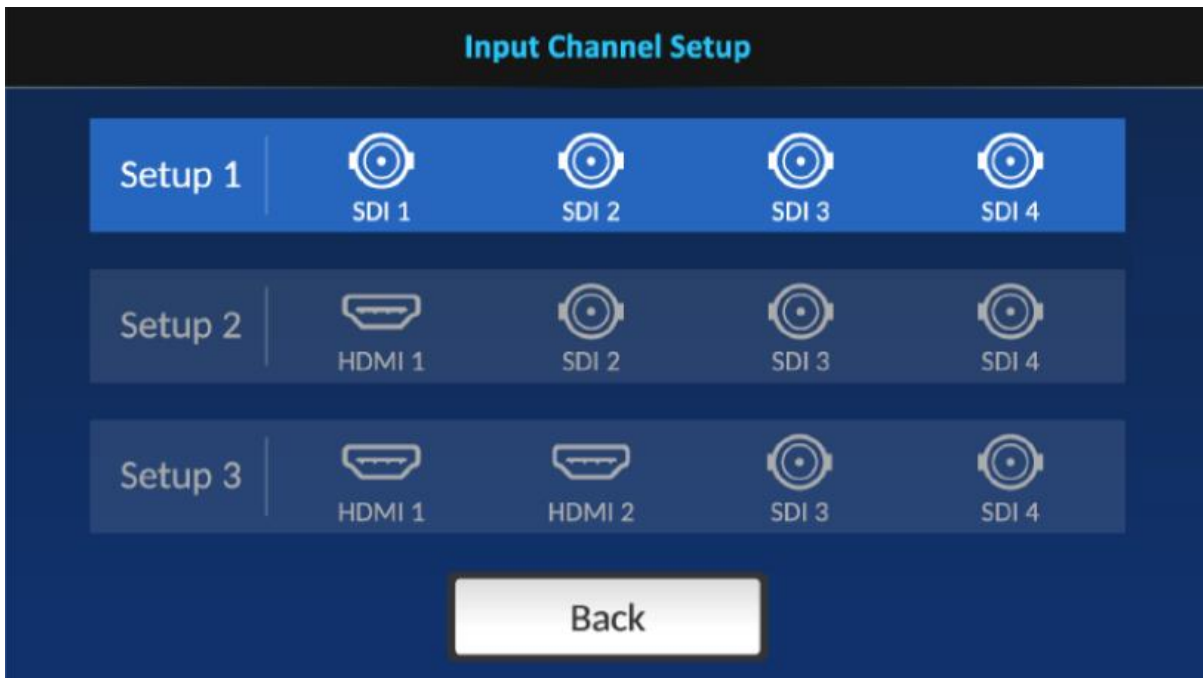 Input Channel Setup
Setup 1
SDI 1 SDI 2 SDI 3 SDI 4
Setup 2
HDMI 1 SDI 2 SDI 3 SDI 4
Setup 3
HDMI 1 HDMI 2 SDI 3 SDI 4
Back